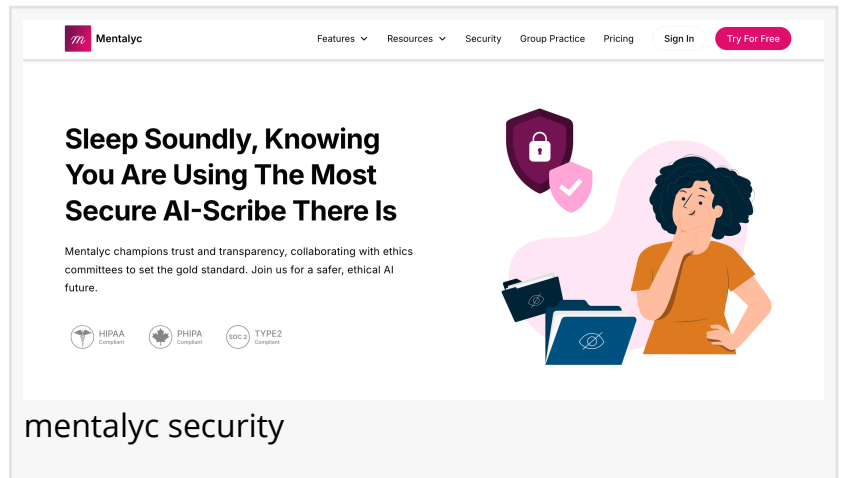 m Mentalyc Features Resources Security Group Practice Pricing Sign In Try For Free
Sleep Soundly, Knowing
You Are Using The Most
Secure AI-Scribe There Is
Mentalyc champions trust and transparency, collaborating with ethics
committees to set the gold standard. Join us for a safer, ethical AI
future.
HIPAA
Compliant
PHIPA
Compliant
SOC 2
TYPE2
Compliant
mentalyc security